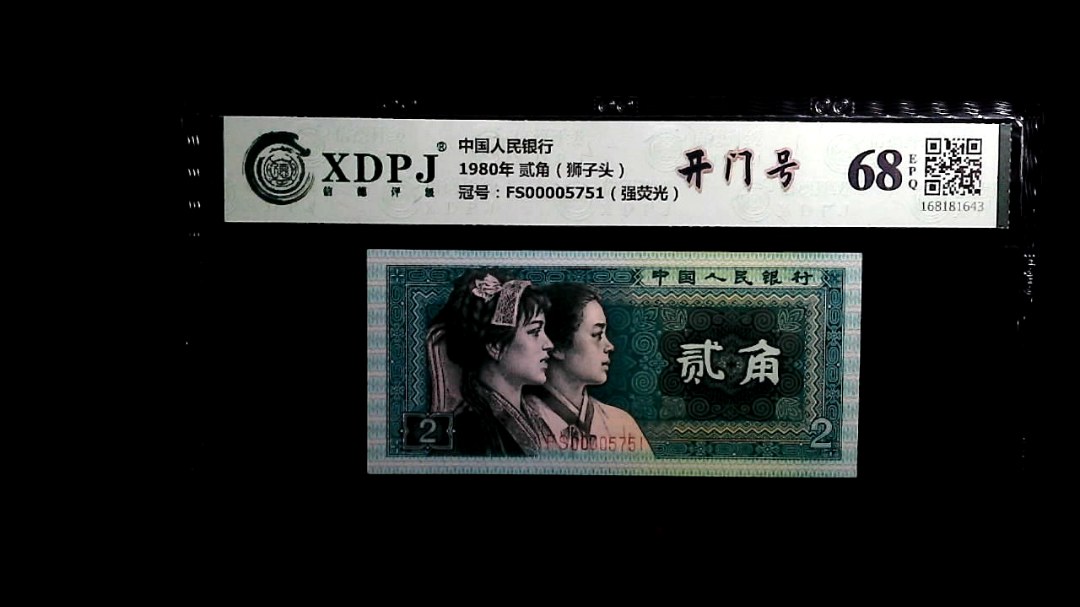 XDPJ®
信德评级
中国人民银行
1980年 贰角（狮子头）
冠号：FS00005751（强荧光）
开门号
68
EPQ
168181643
中国人民银行
贰角
2
2
FS00005751